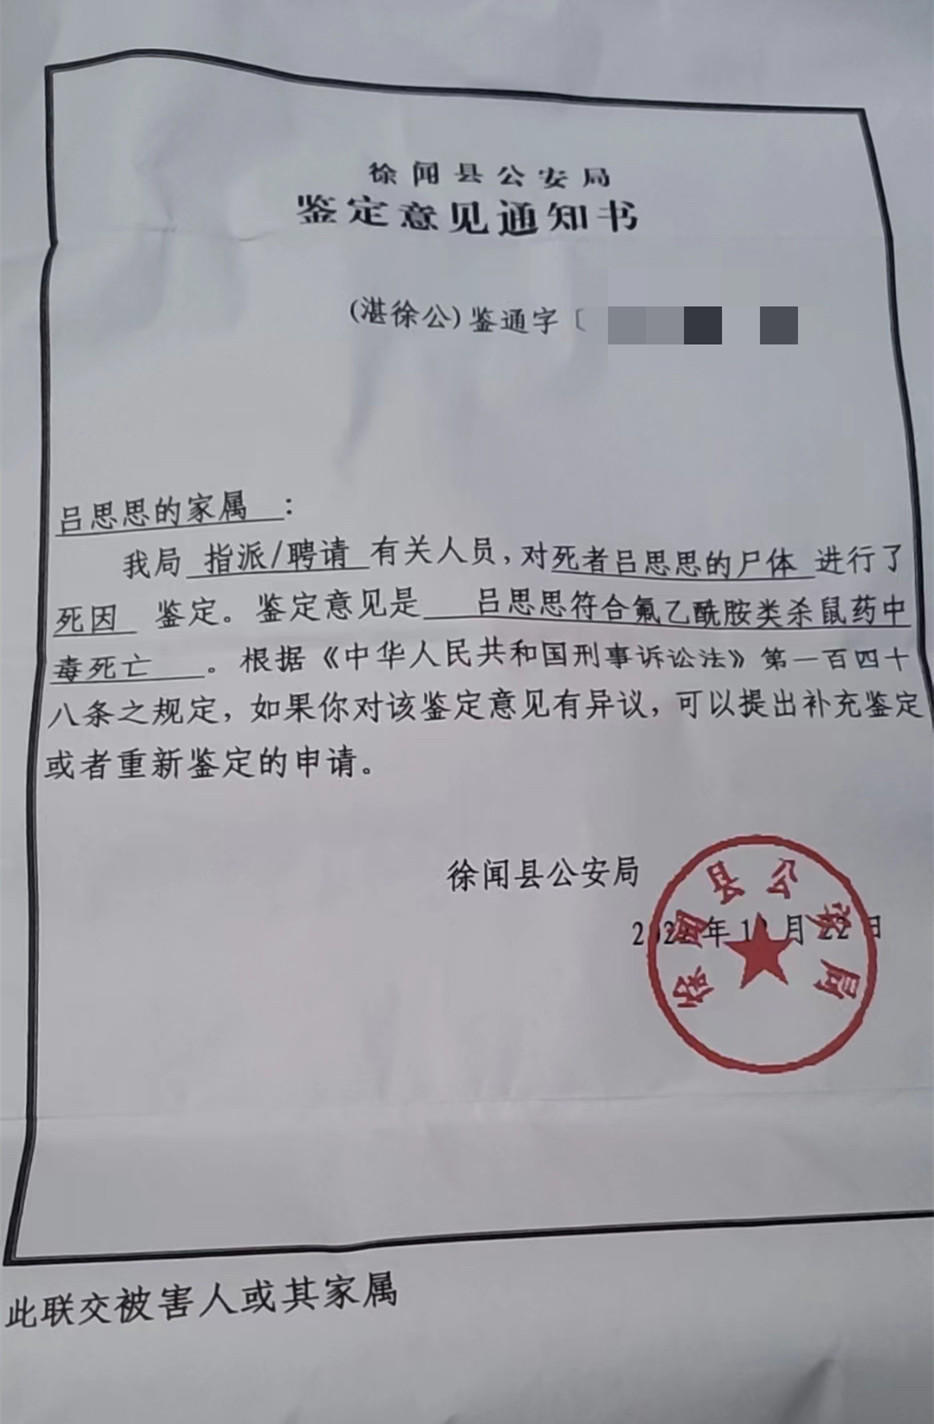 徐闻县公安局
鉴定意见通知书
(湛徐公)鉴通字〔
吕思思的家属：
我局 指派/聘请 有关人员，对死者吕思思的尸体 进行了
死因 鉴定。鉴定意见是 吕思思符合氟乙酰胺类杀鼠药中
毒死亡 。根据《中华人民共和国刑事诉讼法》第一百四十
八条之规定，如果你对该鉴定意见有异议，可以提出补充鉴定
或者重新鉴定的申请。
徐闻县公安局
年 月 22 日
徐闻县公安局
此联交被害人或其家属